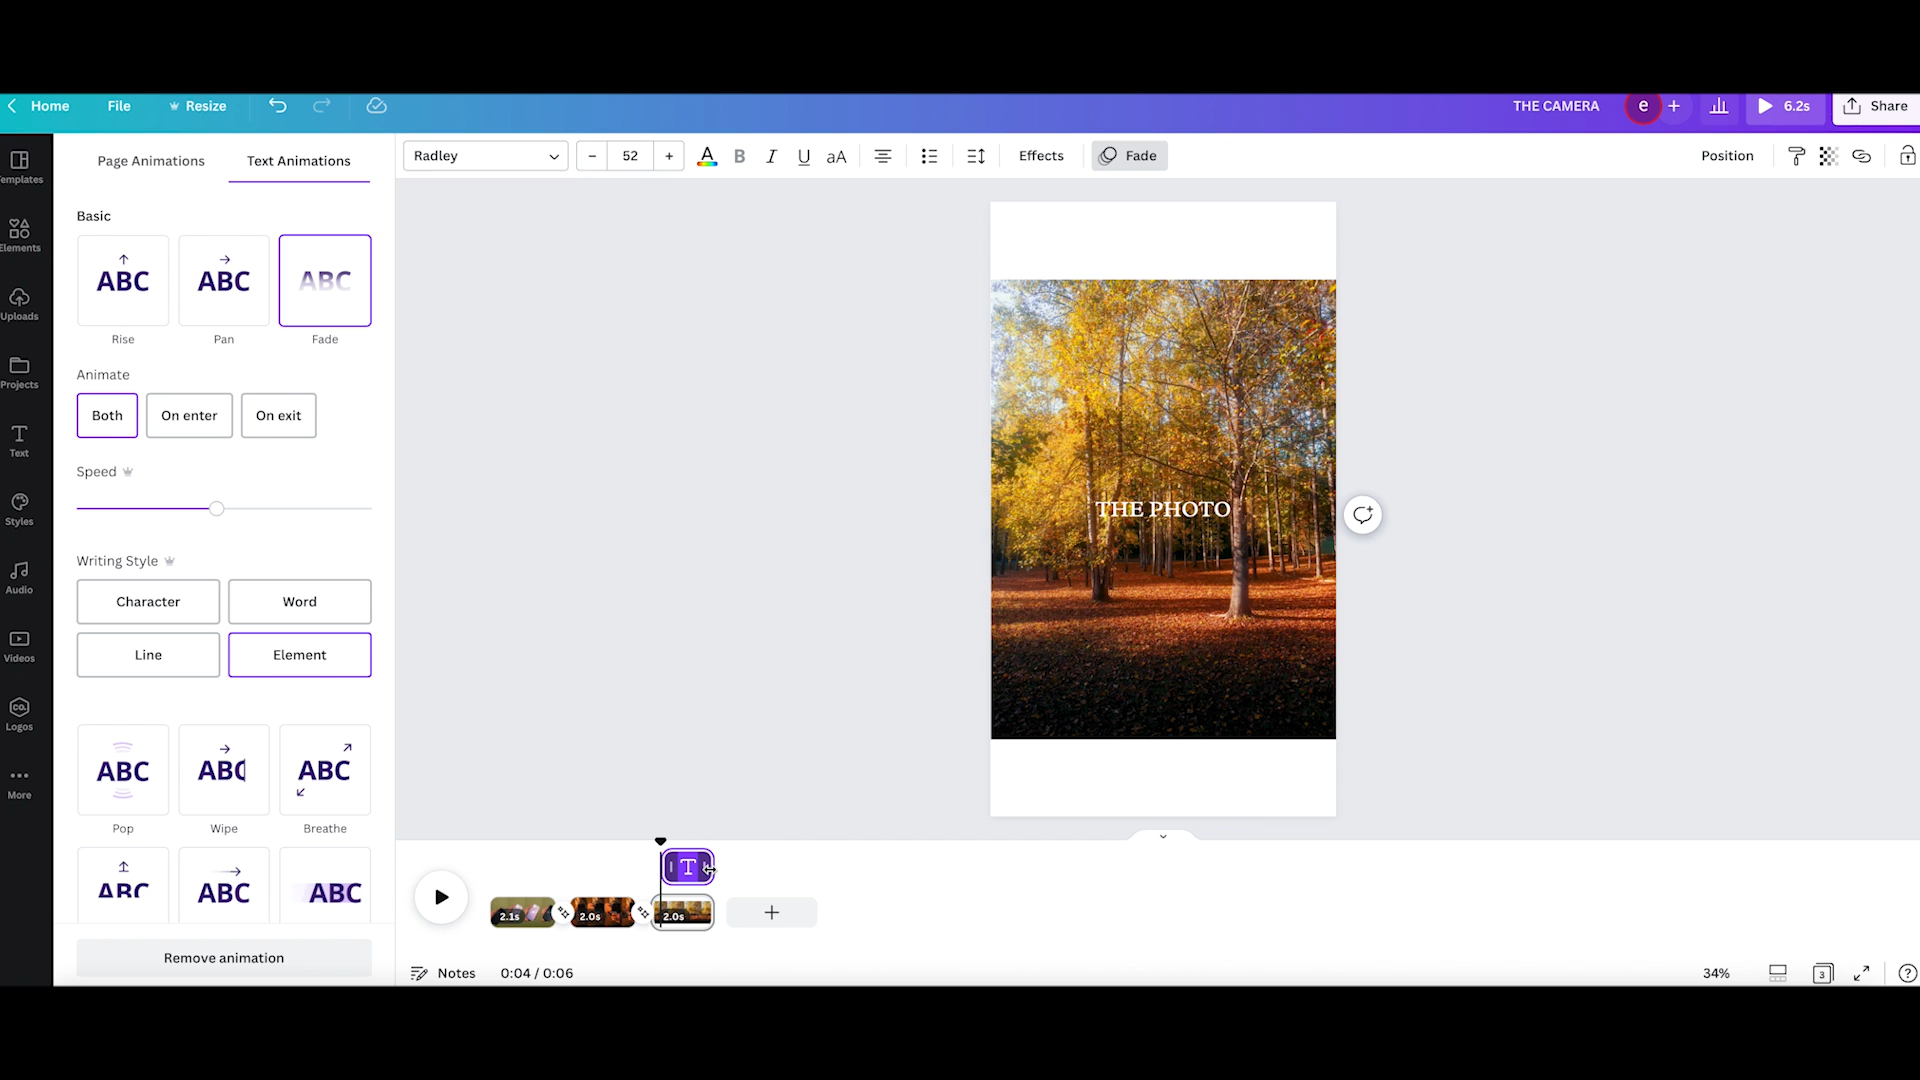 Home File Resize THE CAMERA e + 6.2s Share
Page Animations Text Animations
Radley - 52 + A B I U aA Effects Fade Position
emplates
Elements
Uploads
Projects
Text
Styles
Audio
Videos
CO.
Logos
More
Basic
ABC ABC ABC
Rise Pan Fade
Animate
Both On enter On exit
Speed
Writing Style
Character Word
Line Element
ABC ABC ABC
Pop Wipe Breathe
ABC ABC ABC
Remove animation
THE PHOTO
T
2.1s 2.0s 2.0s +
Notes 0:04 / 0:06 34% 3 ?